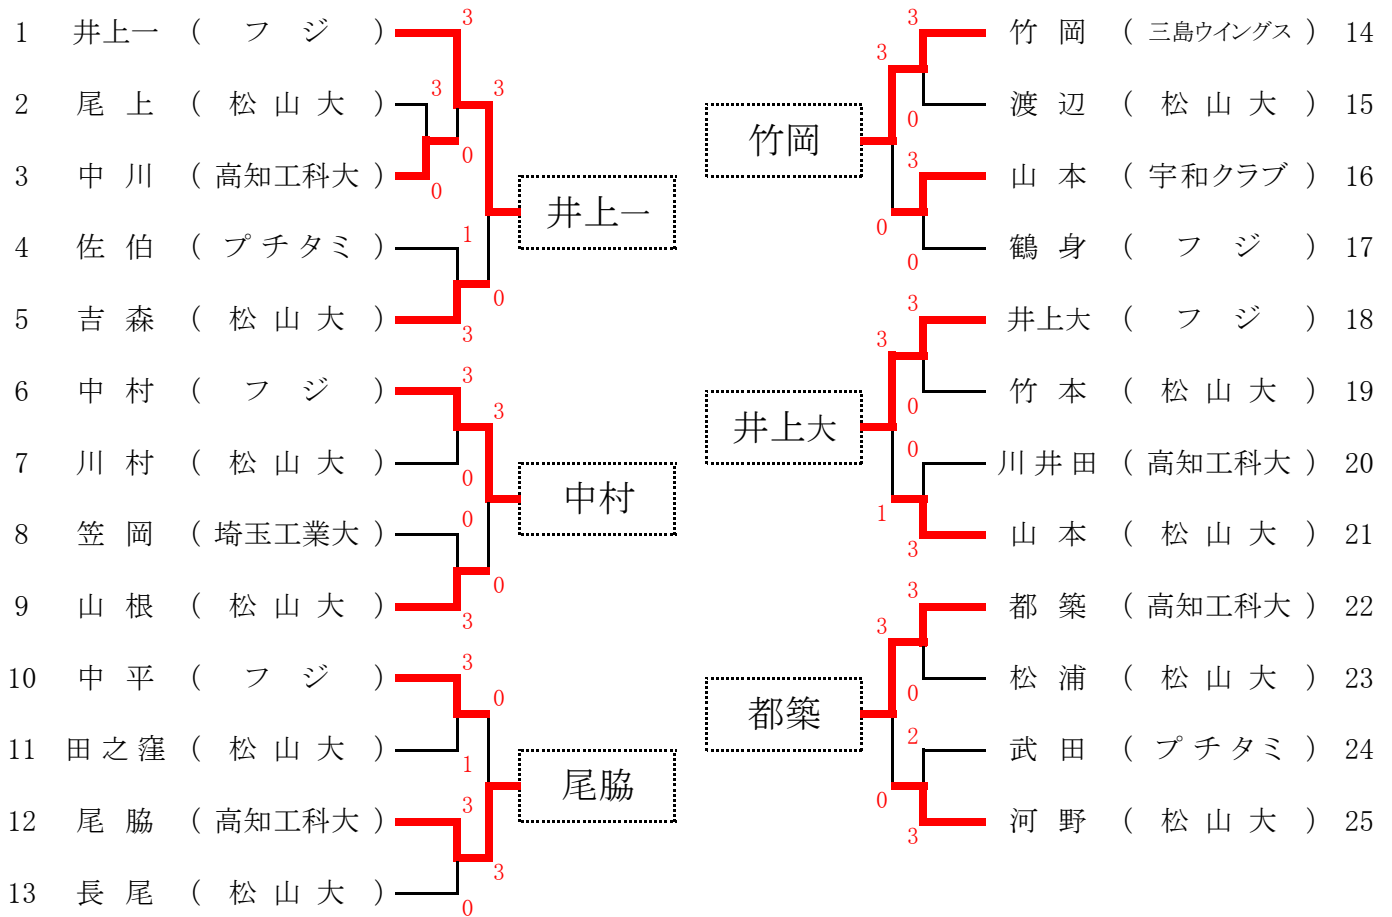 1 井上一 ( フジ )
2 尾上 ( 松山大 )
3 中川 ( 高知工科大 )
4 佐伯 ( プチタミ )
5 吉森 ( 松山大 )
6 中村 ( フジ )
7 川村 ( 松山大 )
8 笠岡 ( 埼玉工業大 )
9 山根 ( 松山大 )
10 中平 ( フジ )
11 田之窪 ( 松山大 )
12 尾脇 ( 高知工科大 )
13 長尾 ( 松山大 )
3
3
3
0
0
1
0
3
3
3
0
0
0
3
3
0
1
3
3
0
井上一
中村
尾脇
竹岡
井上大
都築
3
3
0
3
0
0
3
3
0
0
1
3
3
3
0
2
0
3
竹岡 ( 三島ウイングス ) 14
渡辺 ( 松山大 ) 15
山本 ( 宇和クラブ ) 16
鶴身 ( フジ ) 17
井上大 ( フジ ) 18
竹本 ( 松山大 ) 19
川井田 ( 高知工科大 ) 20
山本 ( 松山大 ) 21
都築 ( 高知工科大 ) 22
松浦 ( 松山大 ) 23
武田 ( プチタミ ) 24
河野 ( 松山大 ) 25